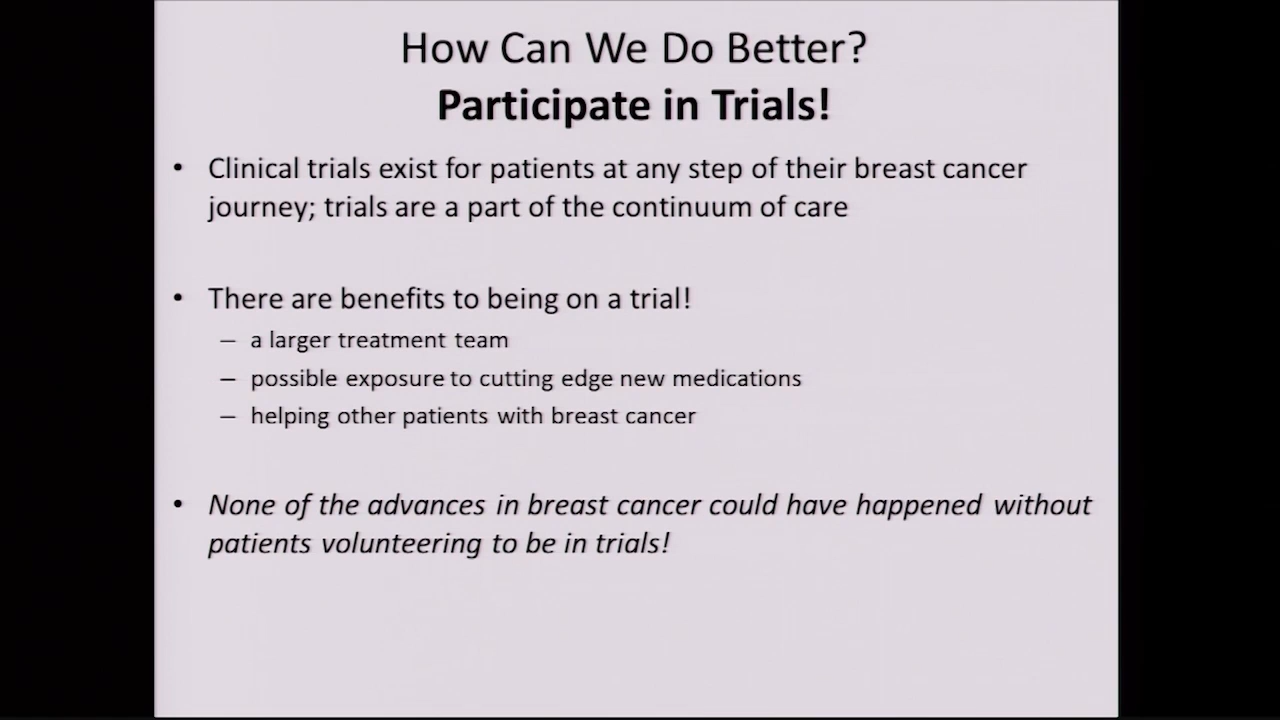 How Can We Do Better?
Participate in Trials!
• Clinical trials exist for patients at any step of their breast cancer
journey; trials are a part of the continuum of care
• There are benefits to being on a trial!
– a larger treatment team
– possible exposure to cutting edge new medications
– helping other patients with breast cancer
• None of the advances in breast cancer could have happened without
patients volunteering to be in trials!